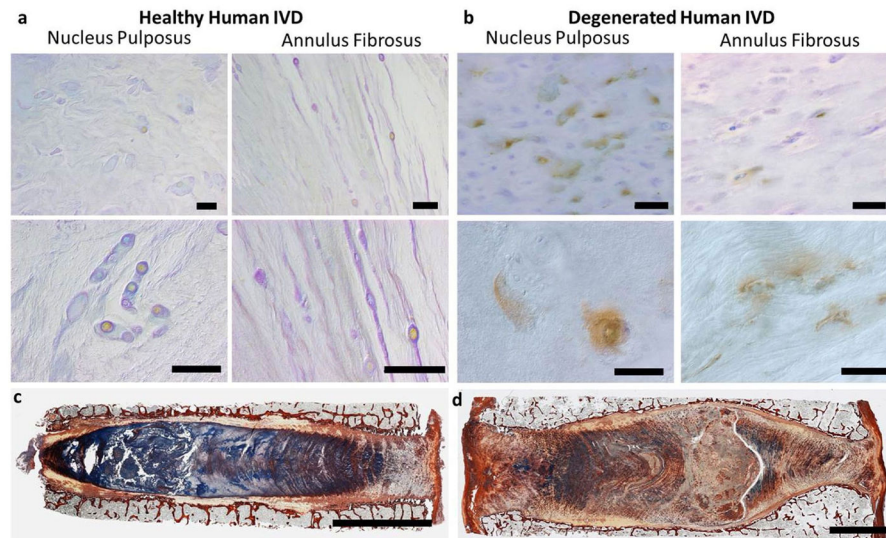 a Healthy Human IVD
Nucleus Pulposus Annulus Fibrosus
b Degenerated Human IVD
Nucleus Pulposus Annulus Fibrosus
c
d